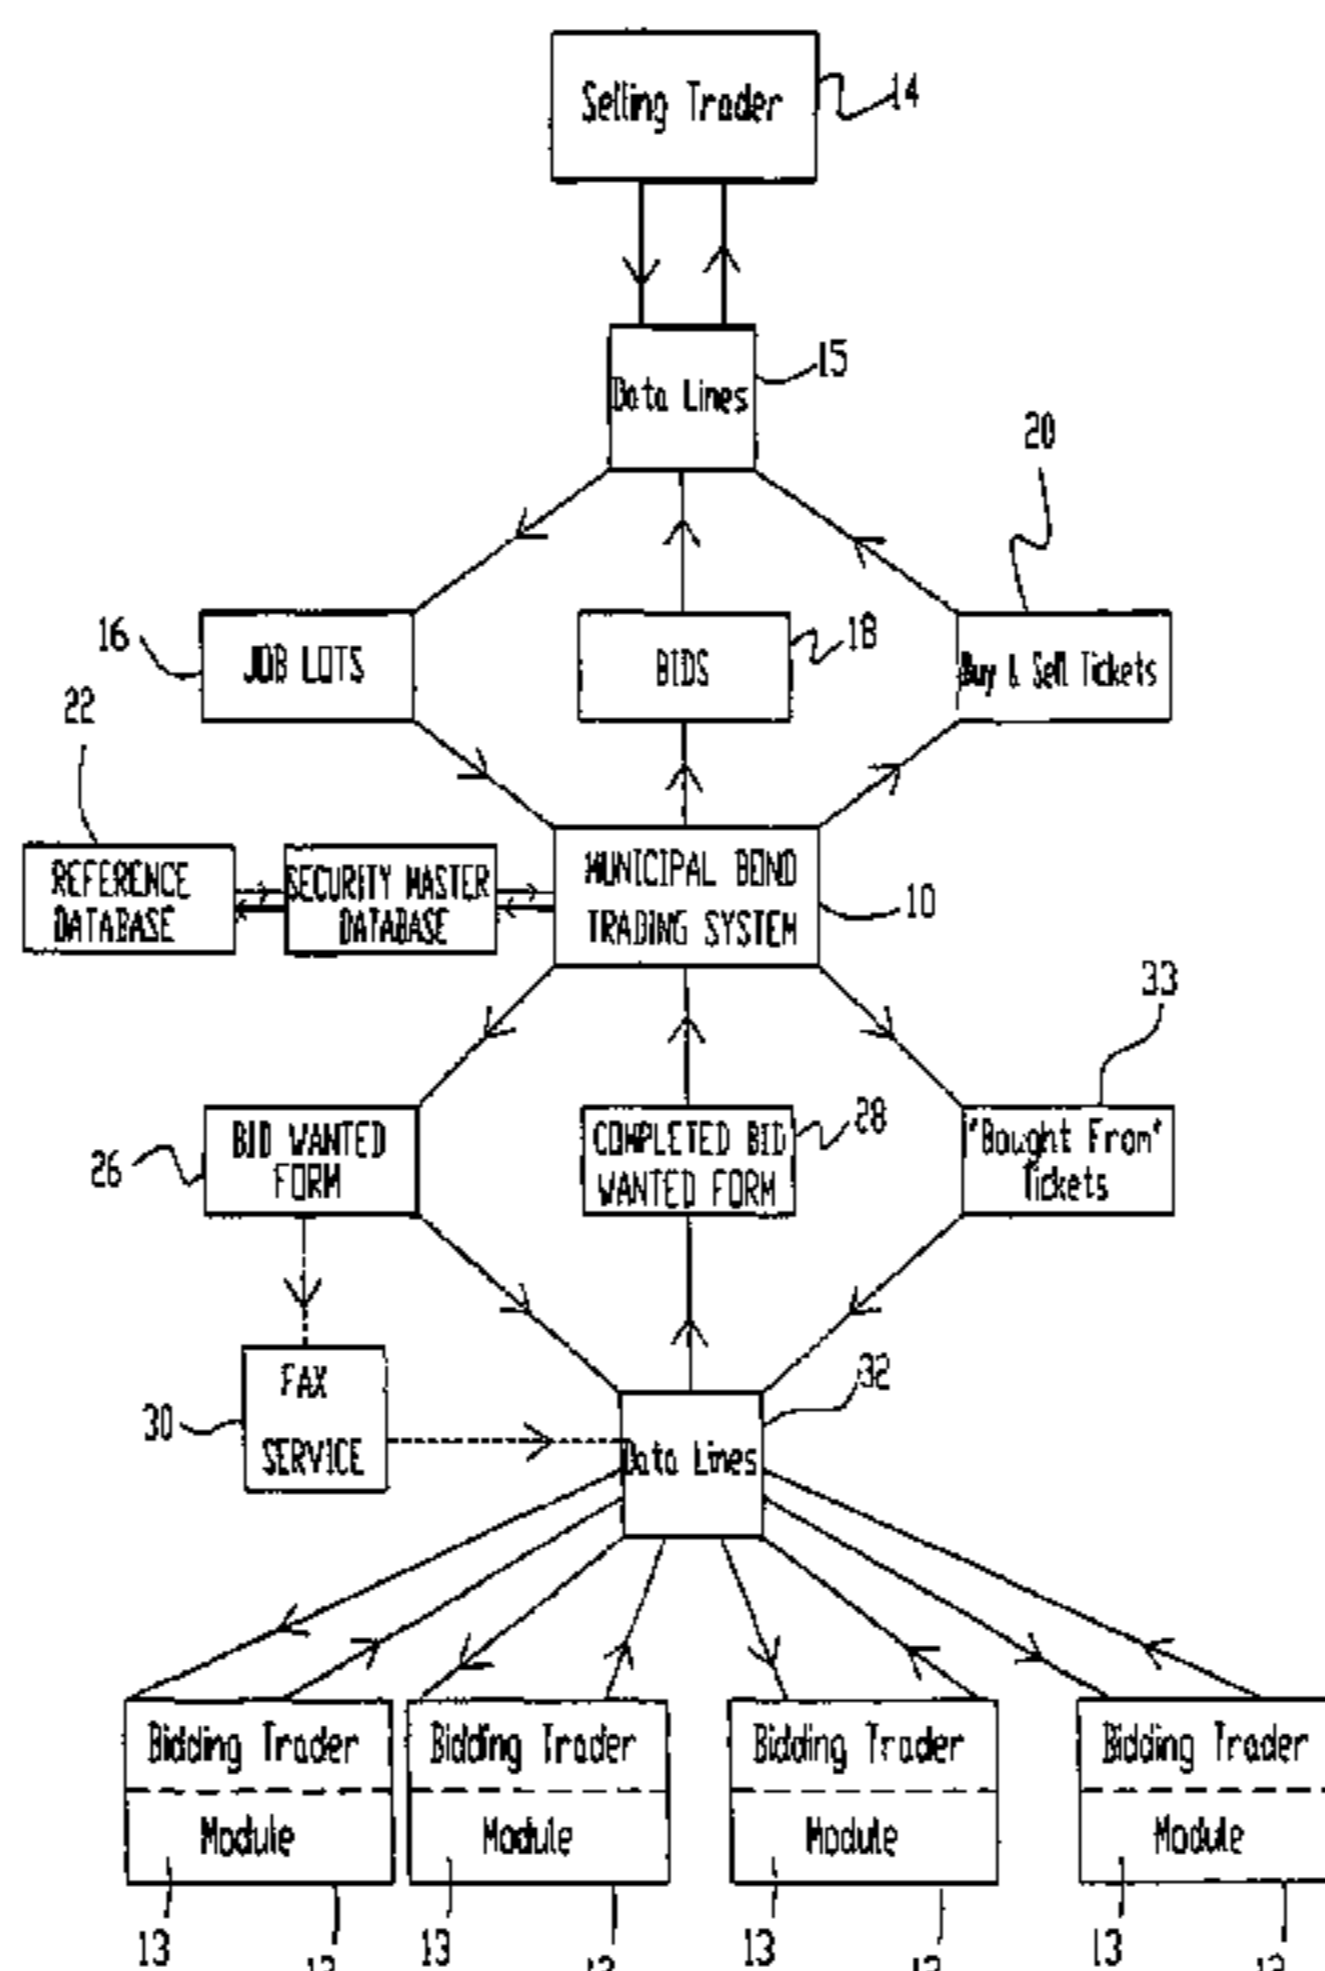 Selling Trader
14
Data Lines
15
20
16
JOB LOTS
BIDS
18
Buy & Sell Tickets
22
REFERENCE
DATABASE
SECURITY MASTER
DATABASE
MUNICIPAL BOND
TRADING SYSTEM
10
33
26
BID WANTED
FORM
COMPLETED BID
WANTED FORM
28
"Bought From"
Tickets
30
FAX
SERVICE
32
Data Lines
Bidding Trader
Module
Bidding Trader
Module
Bidding Trader
Module
Bidding Trader
Module
13
13
13
13